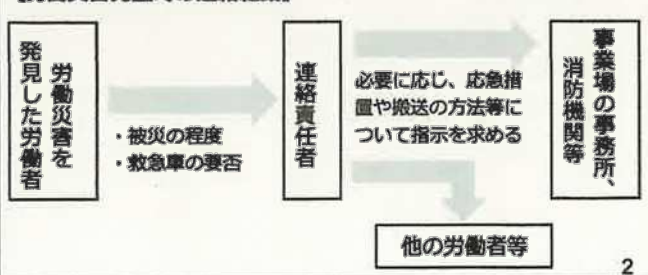 労働災害を
発見した労働者
・被災の程度
・救急車の要否
連絡責任者
必要に応じ、応急措
置や搬送の方法等に
ついて指示を求める
事業場の事務所、
消防機関等
他の労働者等
2